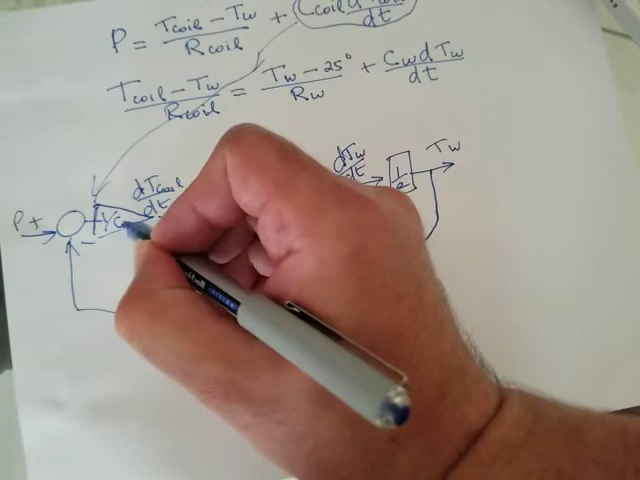 P = Tcoil - Tw / Rcoil + Ccoil d / dt
Tcoil - Tw / Rcoil = Tw - 25° / Rw + Cw dTw / dt
dTcoil / dt
dTw / dt
1
Tw
P +
-
1/C